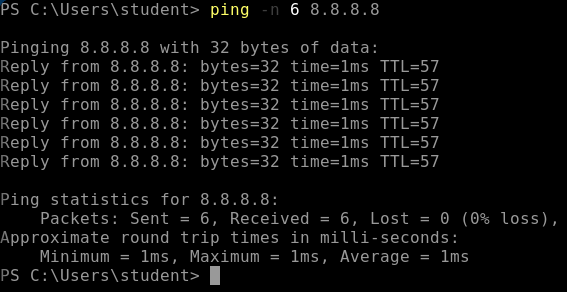 PS C:\Users\student> ping -n 6 8.8.8.8
Pinging 8.8.8.8 with 32 bytes of data:
Reply from 8.8.8.8: bytes=32 time=1ms TTL=57
Reply from 8.8.8.8: bytes=32 time=1ms TTL=57
Reply from 8.8.8.8: bytes=32 time=1ms TTL=57
Reply from 8.8.8.8: bytes=32 time=1ms TTL=57
Reply from 8.8.8.8: bytes=32 time=1ms TTL=57
Reply from 8.8.8.8: bytes=32 time=1ms TTL=57
Ping statistics for 8.8.8.8:
    Packets: Sent = 6, Received = 6, Lost = 0 (0% loss),
Approximate round trip times in milli-seconds:
    Minimum = 1ms, Maximum = 1ms, Average = 1ms
PS C:\Users\student>